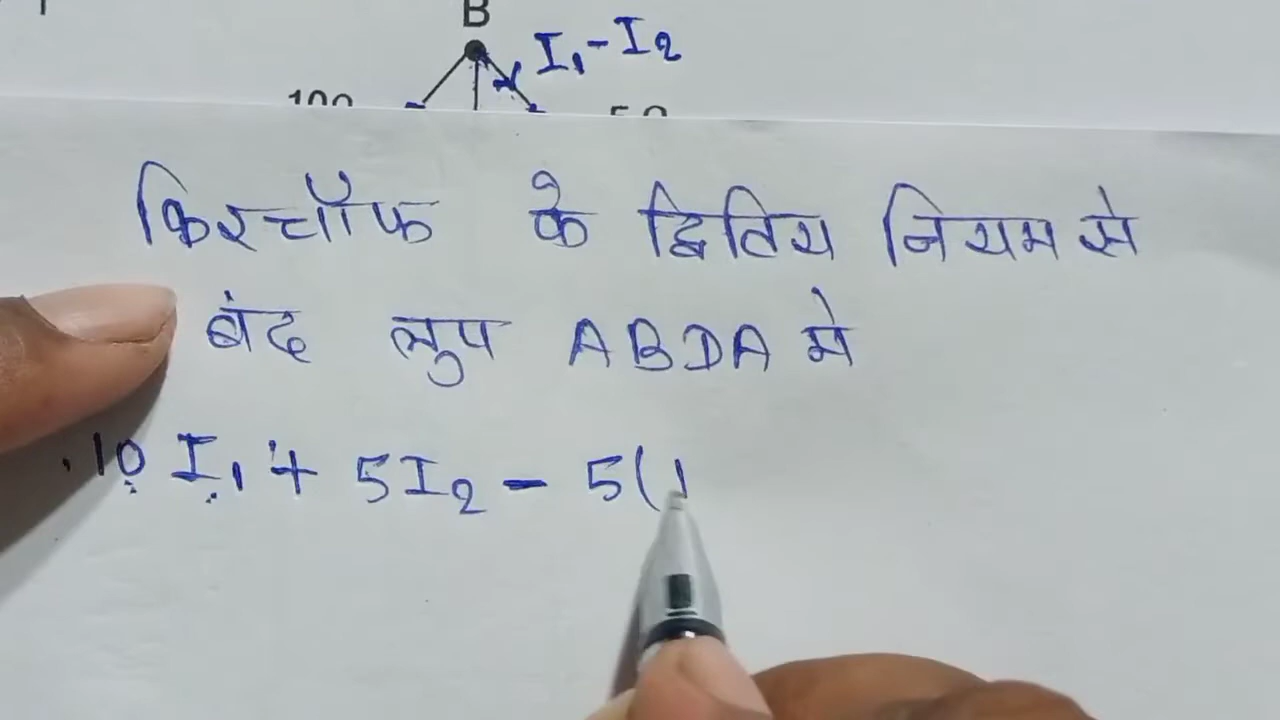 B
I₁-I₂
किरचॉफ के द्वितिय नियम से
बंद लुप ABDA मे
10 I₁ + 5I₂ - 5(